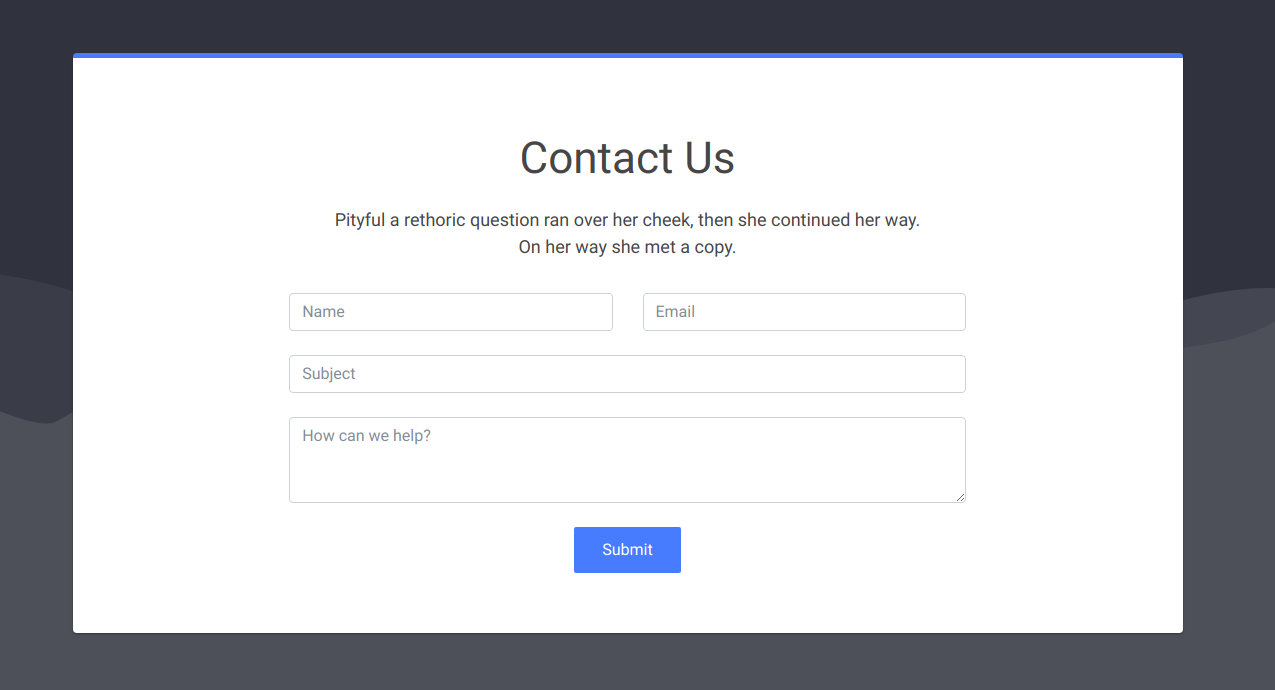 Contact Us
Pityful a rethoric question ran over her cheek, then she continued her way.
On her way she met a copy.
Name
Email
Subject
How can we help?
Submit